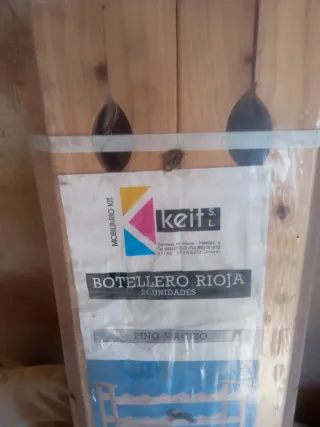 MOBILIARIO KIT
keit S.L.
BOTELLERO RIOJA
24 UNIDADES
PINO MACIZO